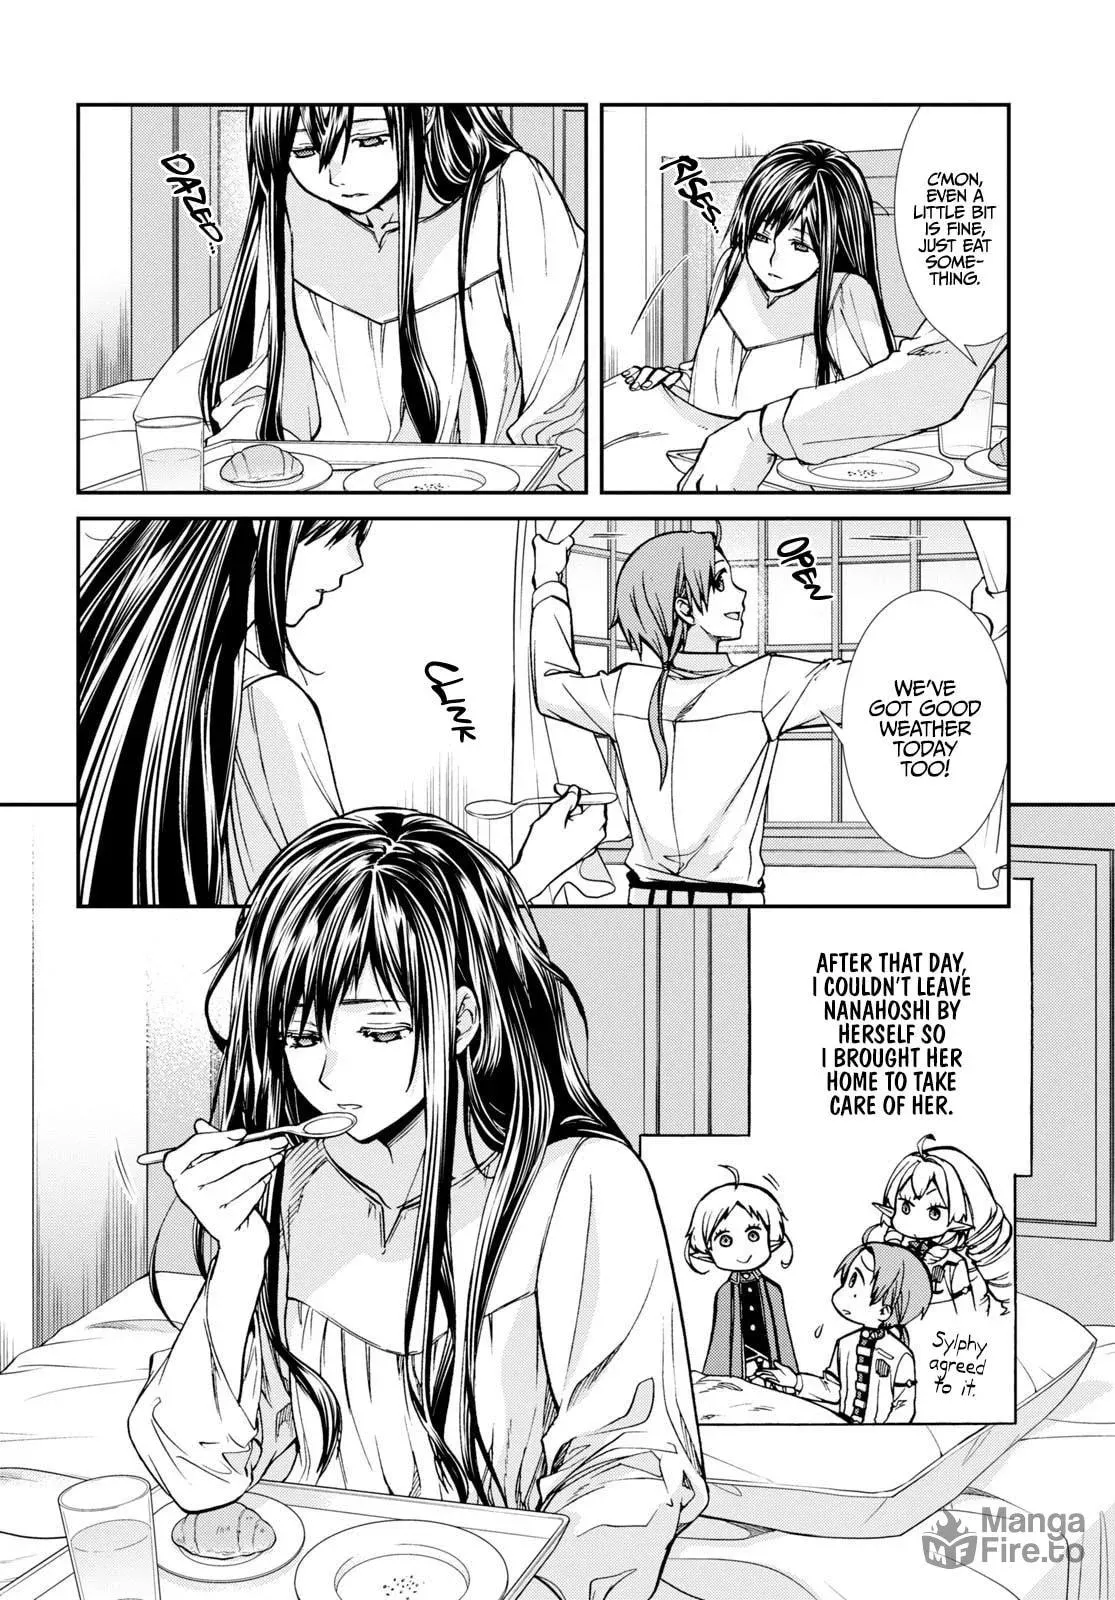 C'MON,
EVEN A
LITTLE BIT
IS FINE,
JUST EAT
SOME-
THING.
RISES...
DAZED...
OPEN
WE'VE
GOT GOOD
WEATHER
TODAY
TOO!
CLINK
AFTER THAT DAY,
I COULDN'T LEAVE
NANAHOSHI BY
HERSELF SO
I BROUGHT HER
HOME TO TAKE
CARE OF HER.
Sylphy
agreed
to it.
Manga
Fire.to
MF